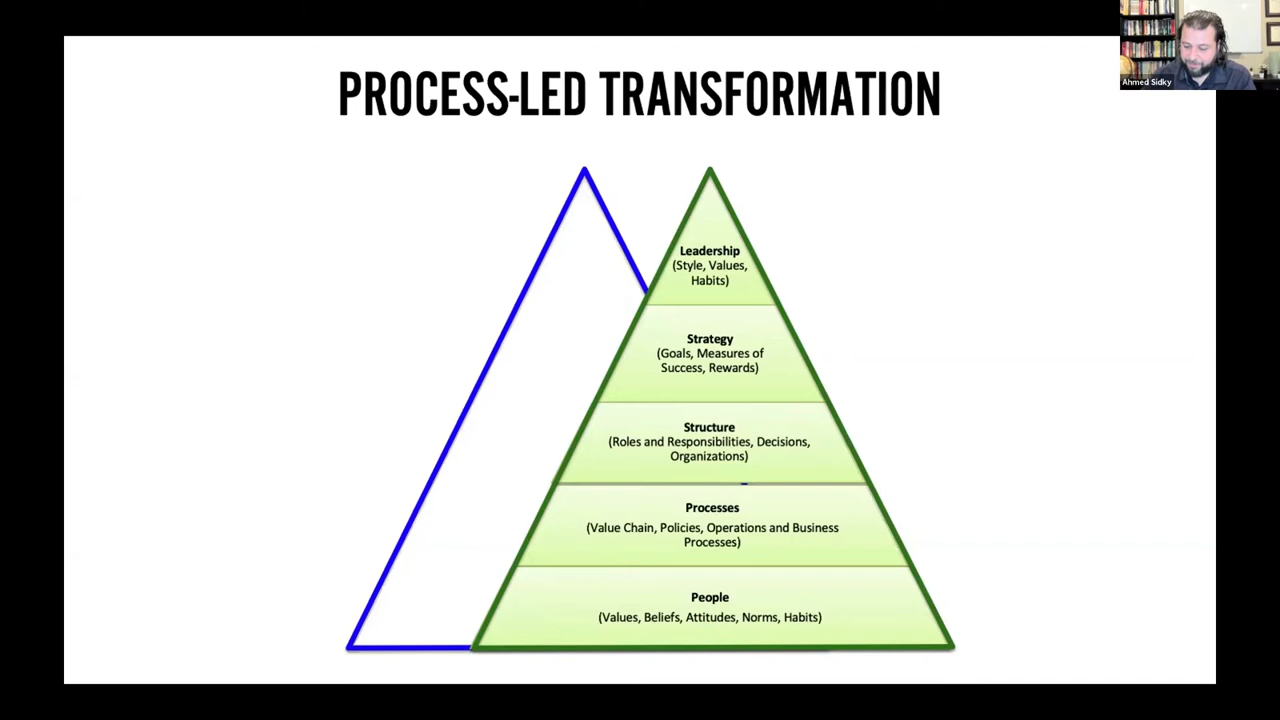 Ahmed Sidky
PROCESS-LED TRANSFORMATION
Leadership
(Style, Values,
Habits)
Strategy
(Goals, Measures of
Success, Rewards)
Structure
(Roles and Responsibilities, Decisions,
Organizations)
Processes
(Value Chain, Policies, Operations and Business
Processes)
People
(Values, Beliefs, Attitudes, Norms, Habits)